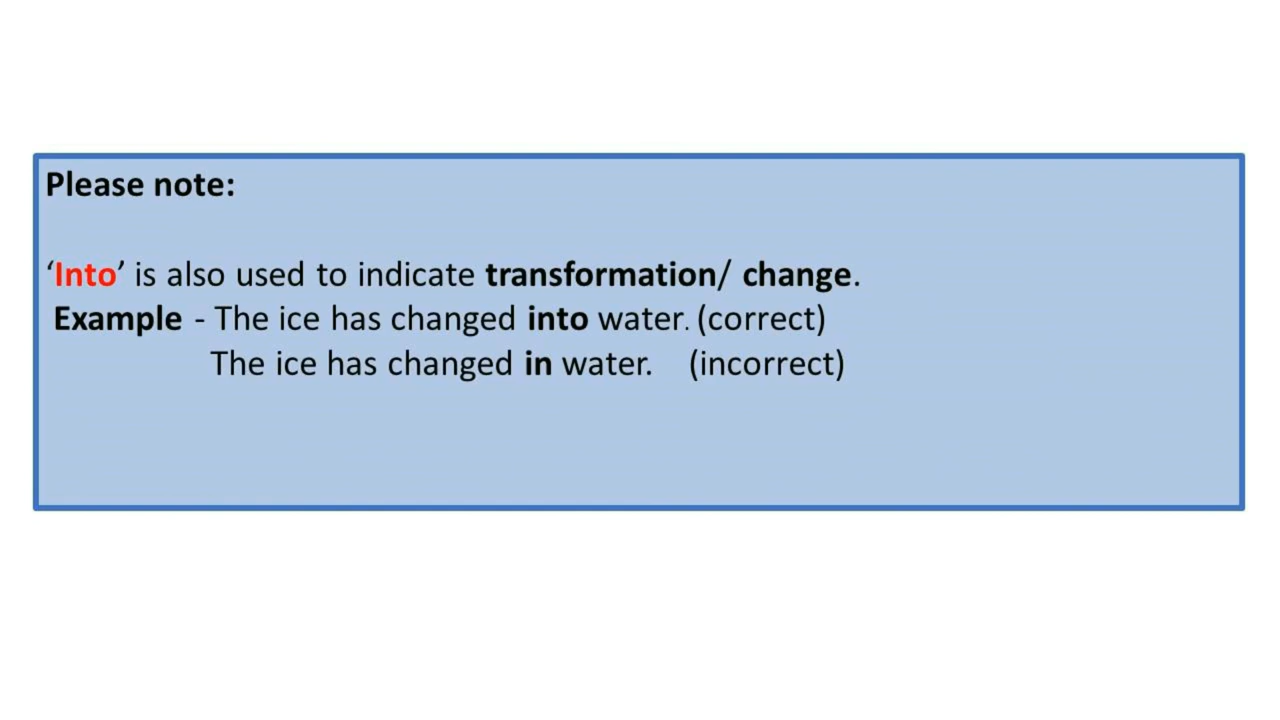 Please note:
‘Into’ is also used to indicate transformation/ change.
Example - The ice has changed into water. (correct)
The ice has changed in water. (incorrect)